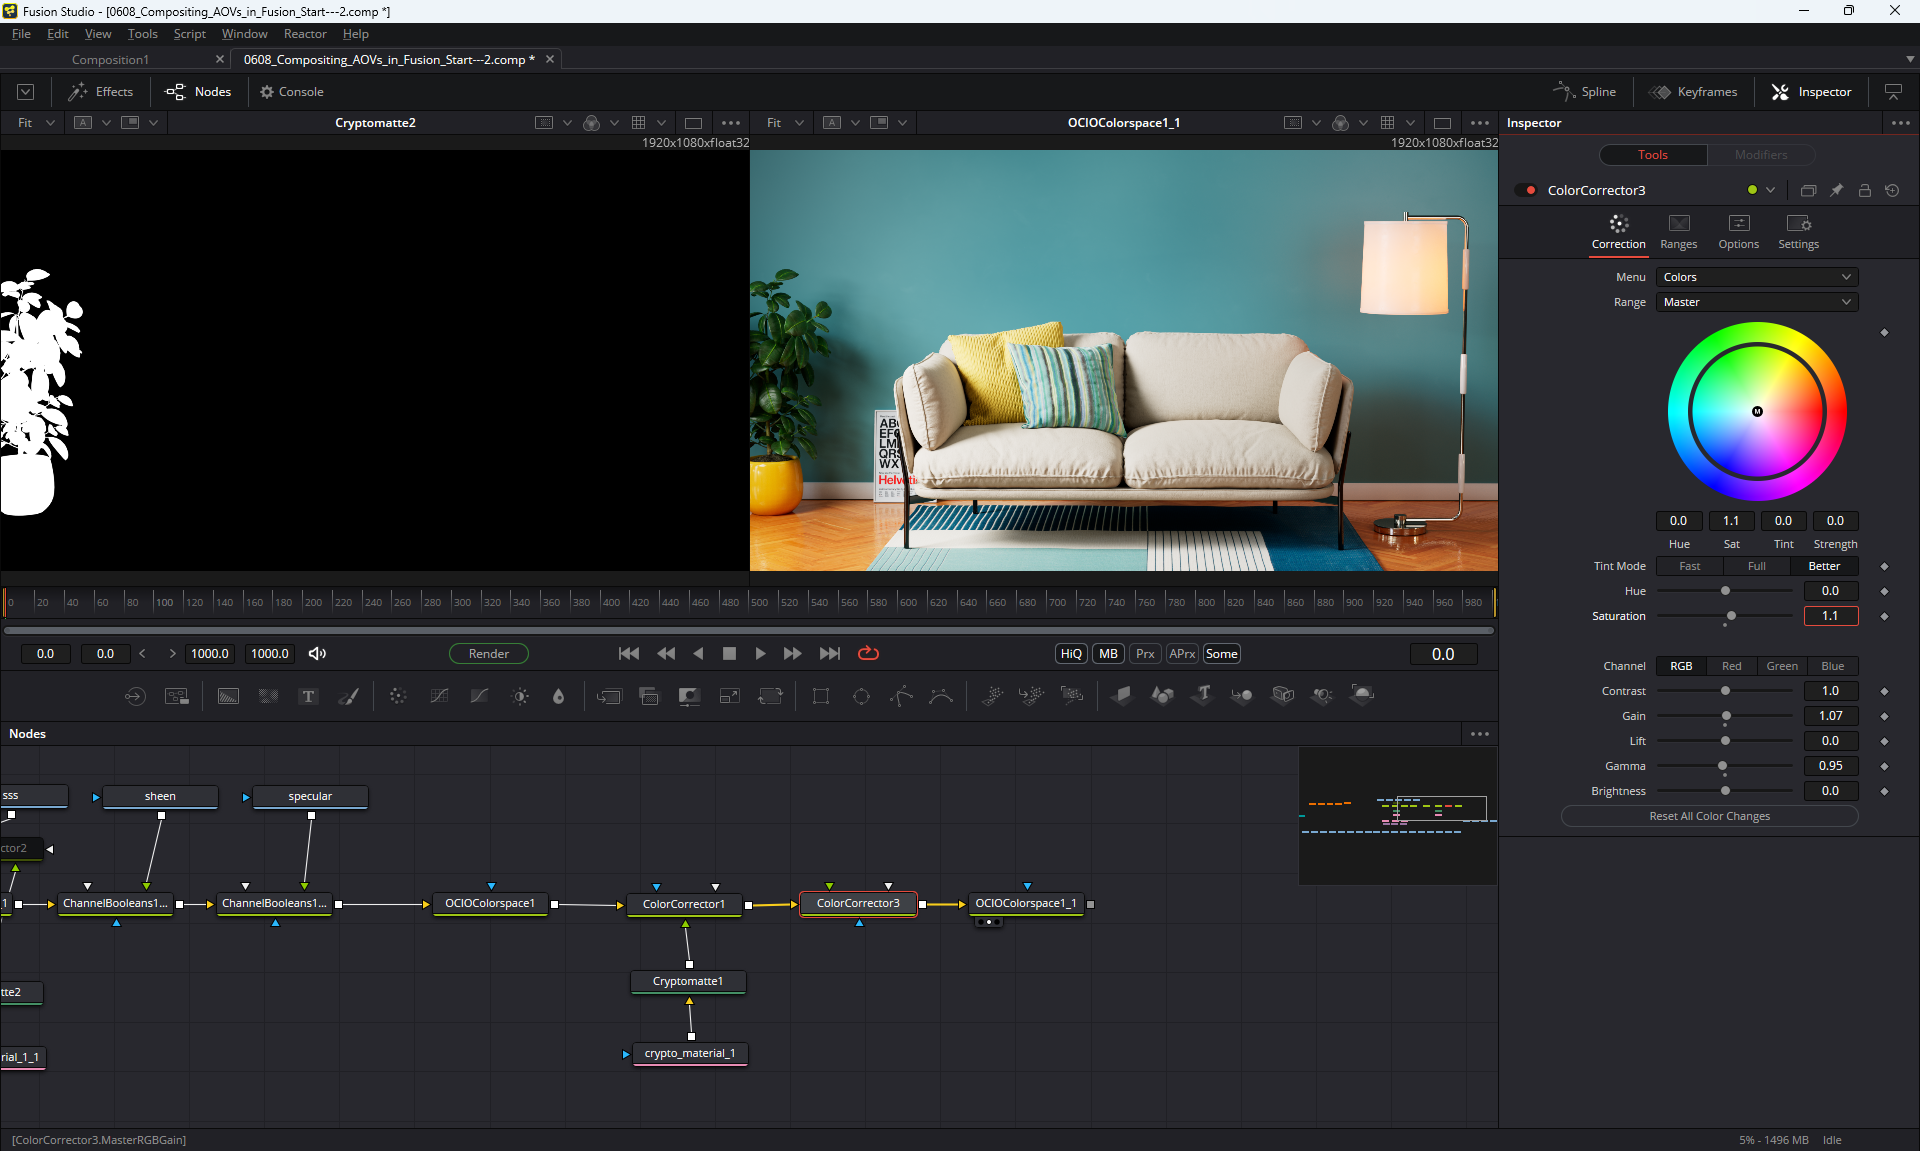 Fusion Studio - [0608_Compositing_AOVs_in_Fusion_Start---2.comp *]
File Edit View Tools Script Window Reactor Help
Composition1 0608_Compositing_AOVs_in_Fusion_Start---2.comp *
Effects Nodes Console Spline Keyframes Inspector
Fit A Cryptomatte2 Fit A OCIOColorspace1_1 Inspector
1920x1080xfloat32 1920x1080xfloat32
Tools Modifiers
ColorCorrector3
Correction Ranges Options Settings
Menu Colors
Range Master
M
0.0 1.1 0.0 0.0
Hue Sat Tint Strength
Tint Mode Fast Full Better
Hue 0.0
Saturation 1.1
Channel RGB Red Green Blue
Contrast 1.0
Gain 1.07
Lift 0.0
Gamma 0.95
Brightness 0.0
Reset All Color Changes
AB
EF
LM
QRS
WX
Helveti
0 20 40 60 80 100 120 140 160 180 200 220 240 260 280 300 320 340 360 380 400 420 440 460 480 500 520 540 560 580 600 620 640 660 680 700 720 740 760 780 800 820 840 860 880 900 920 940 960 980
0.0 0.0 < > 1000.0 1000.0 Render HiQ MB Prx APrx Some 0.0
T
Nodes
sss sheen specular
ctor2
_1 ChannelBooleans1... ChannelBooleans1... OCIOColorspace1 ColorCorrector1 ColorCorrector3 OCIOColorspace1_1
tte2 Cryptomatte1
rial_1_1 crypto_material_1
[ColorCorrector3.MasterRGBGain] 5% - 1496 MB Idle